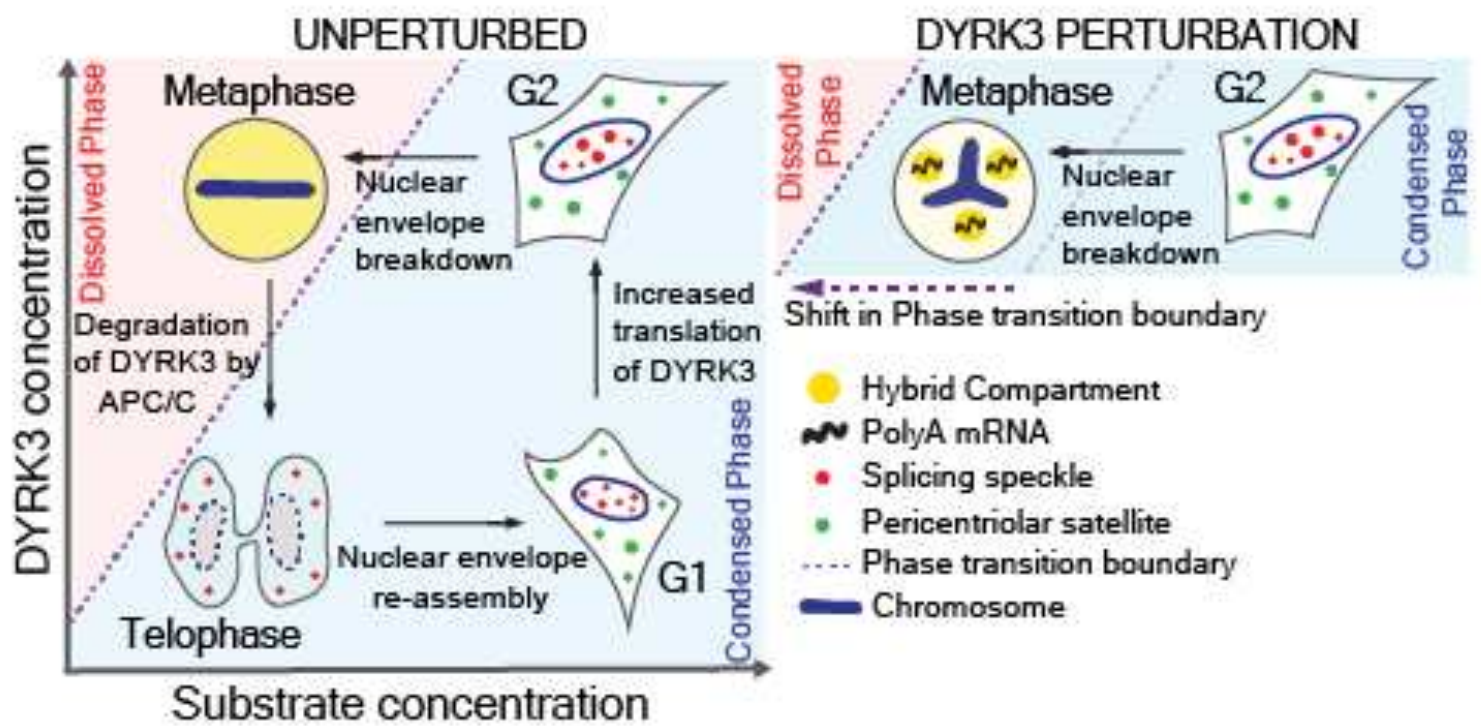 UNPERTURBED
DYRK3 PERTURBATION
DYRK3 concentration
Dissolved Phase
Metaphase
G2
Nuclear
envelope
breakdown
Degradation
of DYRK3 by
APC/C
Increased
translation
of DYRK3
Telophase
Nuclear envelope
re-assembly
G1
Condensed Phase
Substrate concentration
Dissolved
Phase
Metaphase
G2
Nuclear
envelope
breakdown
Condensed
Phase
Shift in Phase transition boundary
Hybrid Compartment
PolyA mRNA
Splicing speckle
Pericentriolar satellite
Phase transition boundary
Chromosome